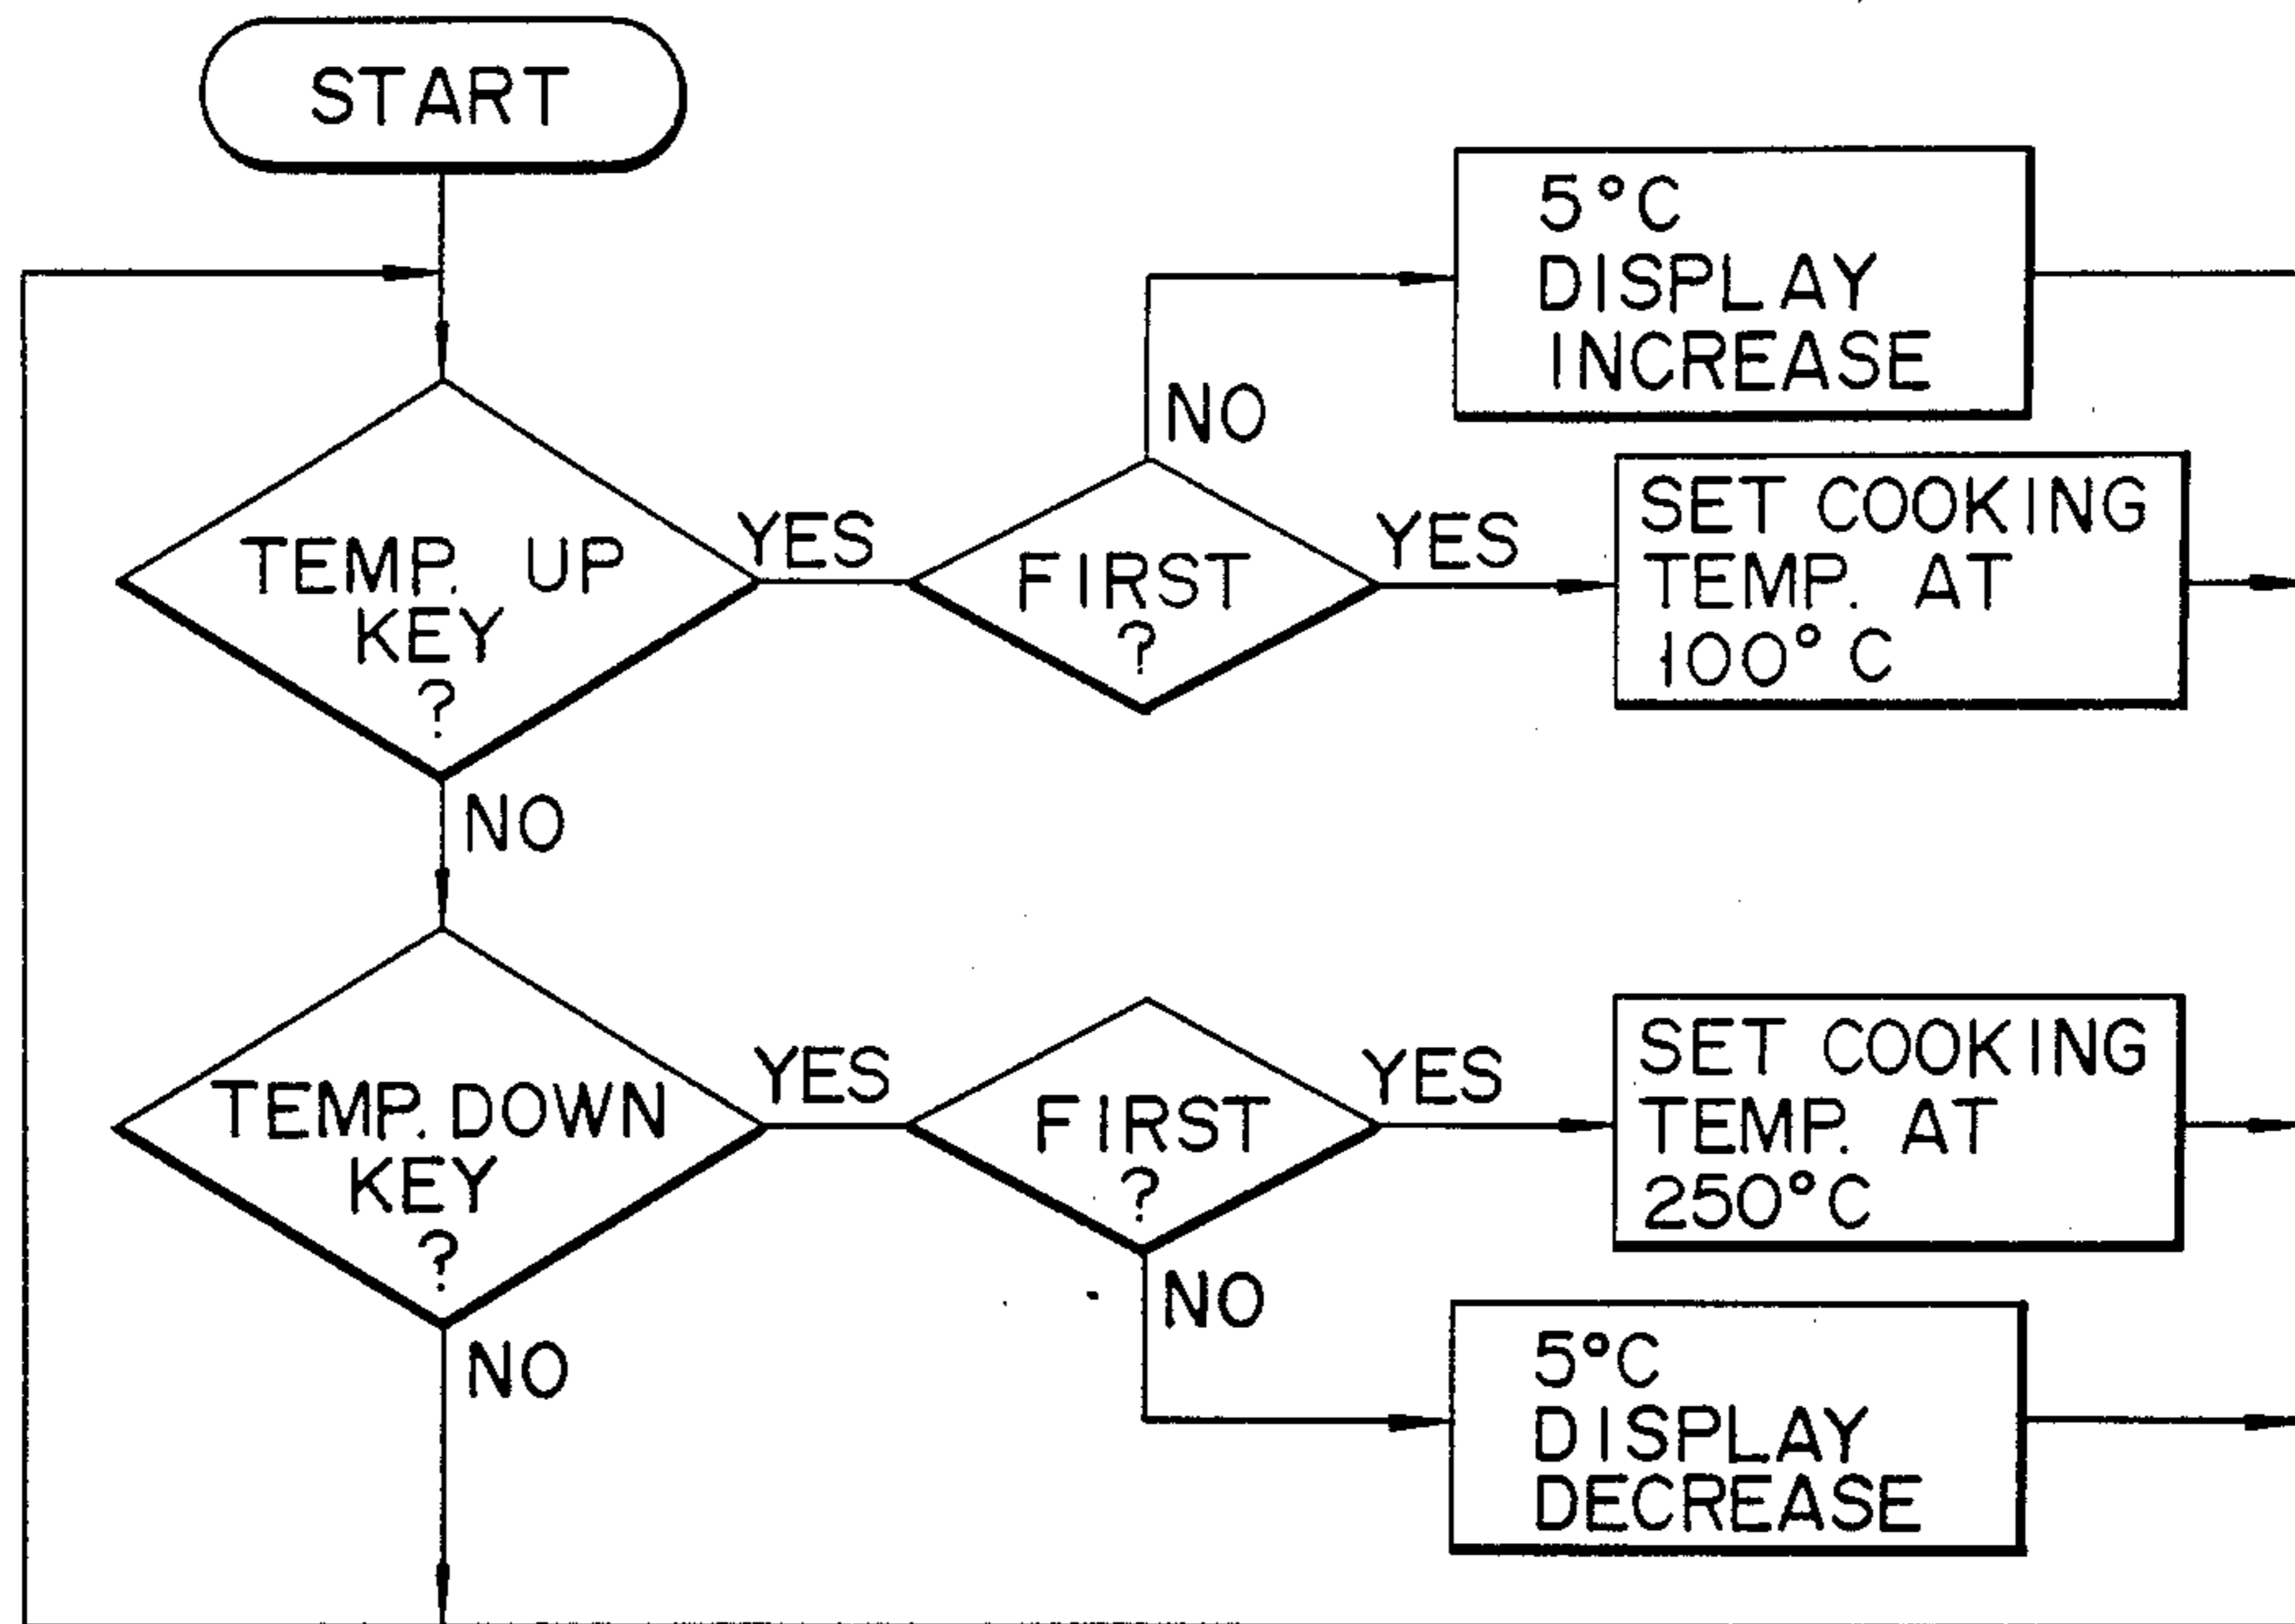 START
5°C
DISPLAY
INCREASE
NO
SET COOKING
TEMP. AT
100°C
YES
YES
TEMP. UP
KEY
?
FIRST
?
NO
TEMP. DOWN
KEY
?
YES
FIRST
?
YES
SET COOKING
TEMP. AT
250°C
NO
NO
5°C
DISPLAY
DECREASE